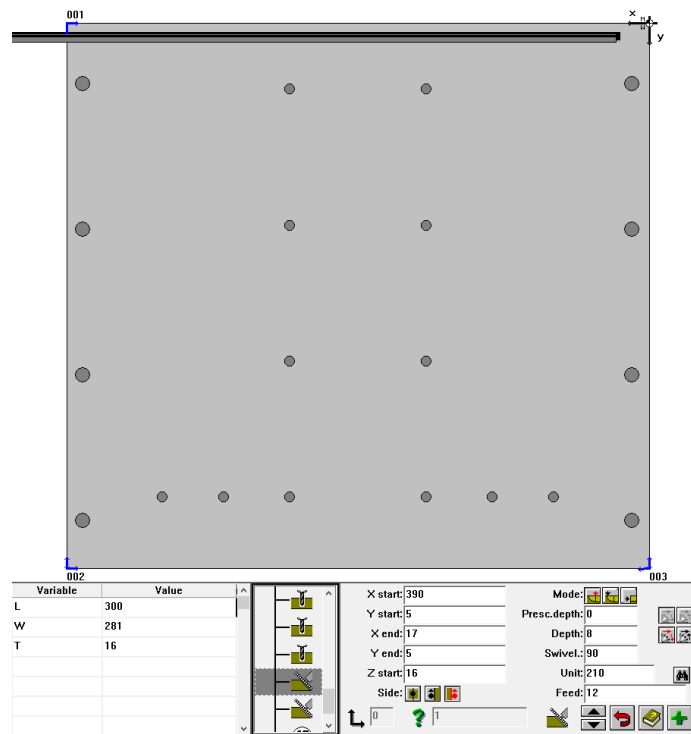 001
x
y
002
003
Variable Value
L 300
W 281
T 16
X start: 390
Y start: 5
X end: 17
Y end: 5
Z start: 16
Side:
0
1
Mode:
Presc.depth: 0
Depth: 8
Swivel.: 90
Unit: 210
Feed: 12